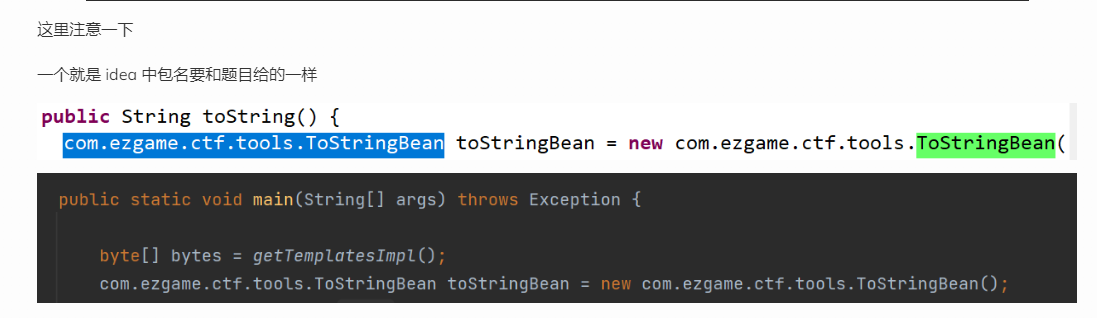 这里注意一下
一个就是 idea 中包名要和题目给的一样
public String toString() {
com.ezgame.ctf.tools.ToStringBean toStringBean = new com.ezgame.ctf.tools.ToStringBean(
public static void main(String[] args) throws Exception {
byte[] bytes = getTemplatesImpl();
com.ezgame.ctf.tools.ToStringBean toStringBean = new com.ezgame.ctf.tools.ToStringBean();